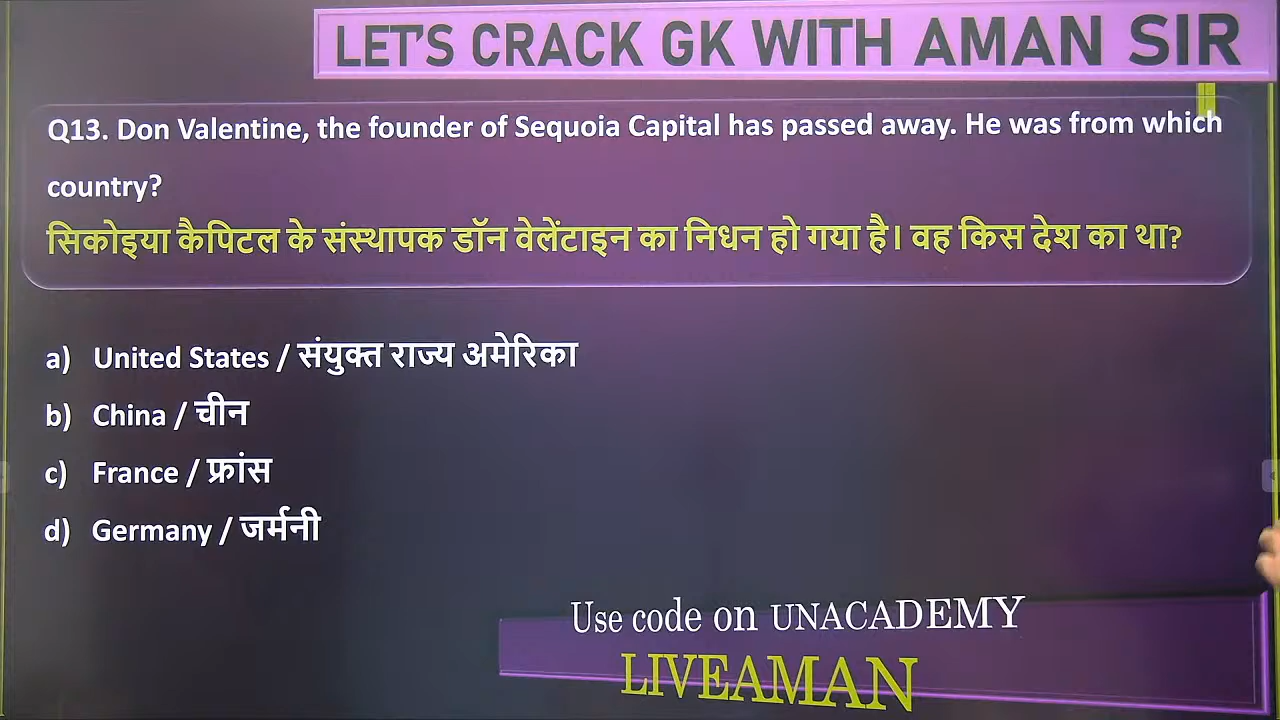 LET'S CRACK GK WITH AMAN SIR
Q13. Don Valentine, the founder of Sequoia Capital has passed away. He was from which
country?
सिकोइया कैपिटल के संस्थापक डॉन वेलेंटाइन का निधन हो गया है। वह किस देश का था?
a) United States / संयुक्त राज्य अमेरिका
b) China / चीन
c) France / फ्रांस
d) Germany / जर्मनी
Use code on UNACADEMY
LIVEAMAN